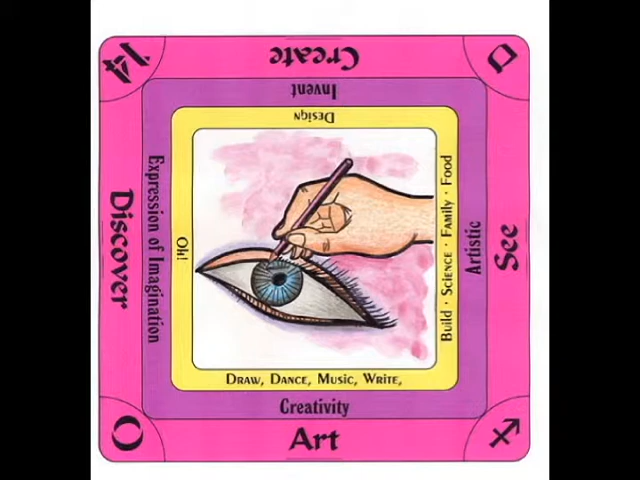 14
Q
Create
Invent
Design
Discover
Expression of Imagination
Oh!
Build · Science · Family · Food
Artistic
See
Draw, Dance, Music, Write,
Creativity
Art
O